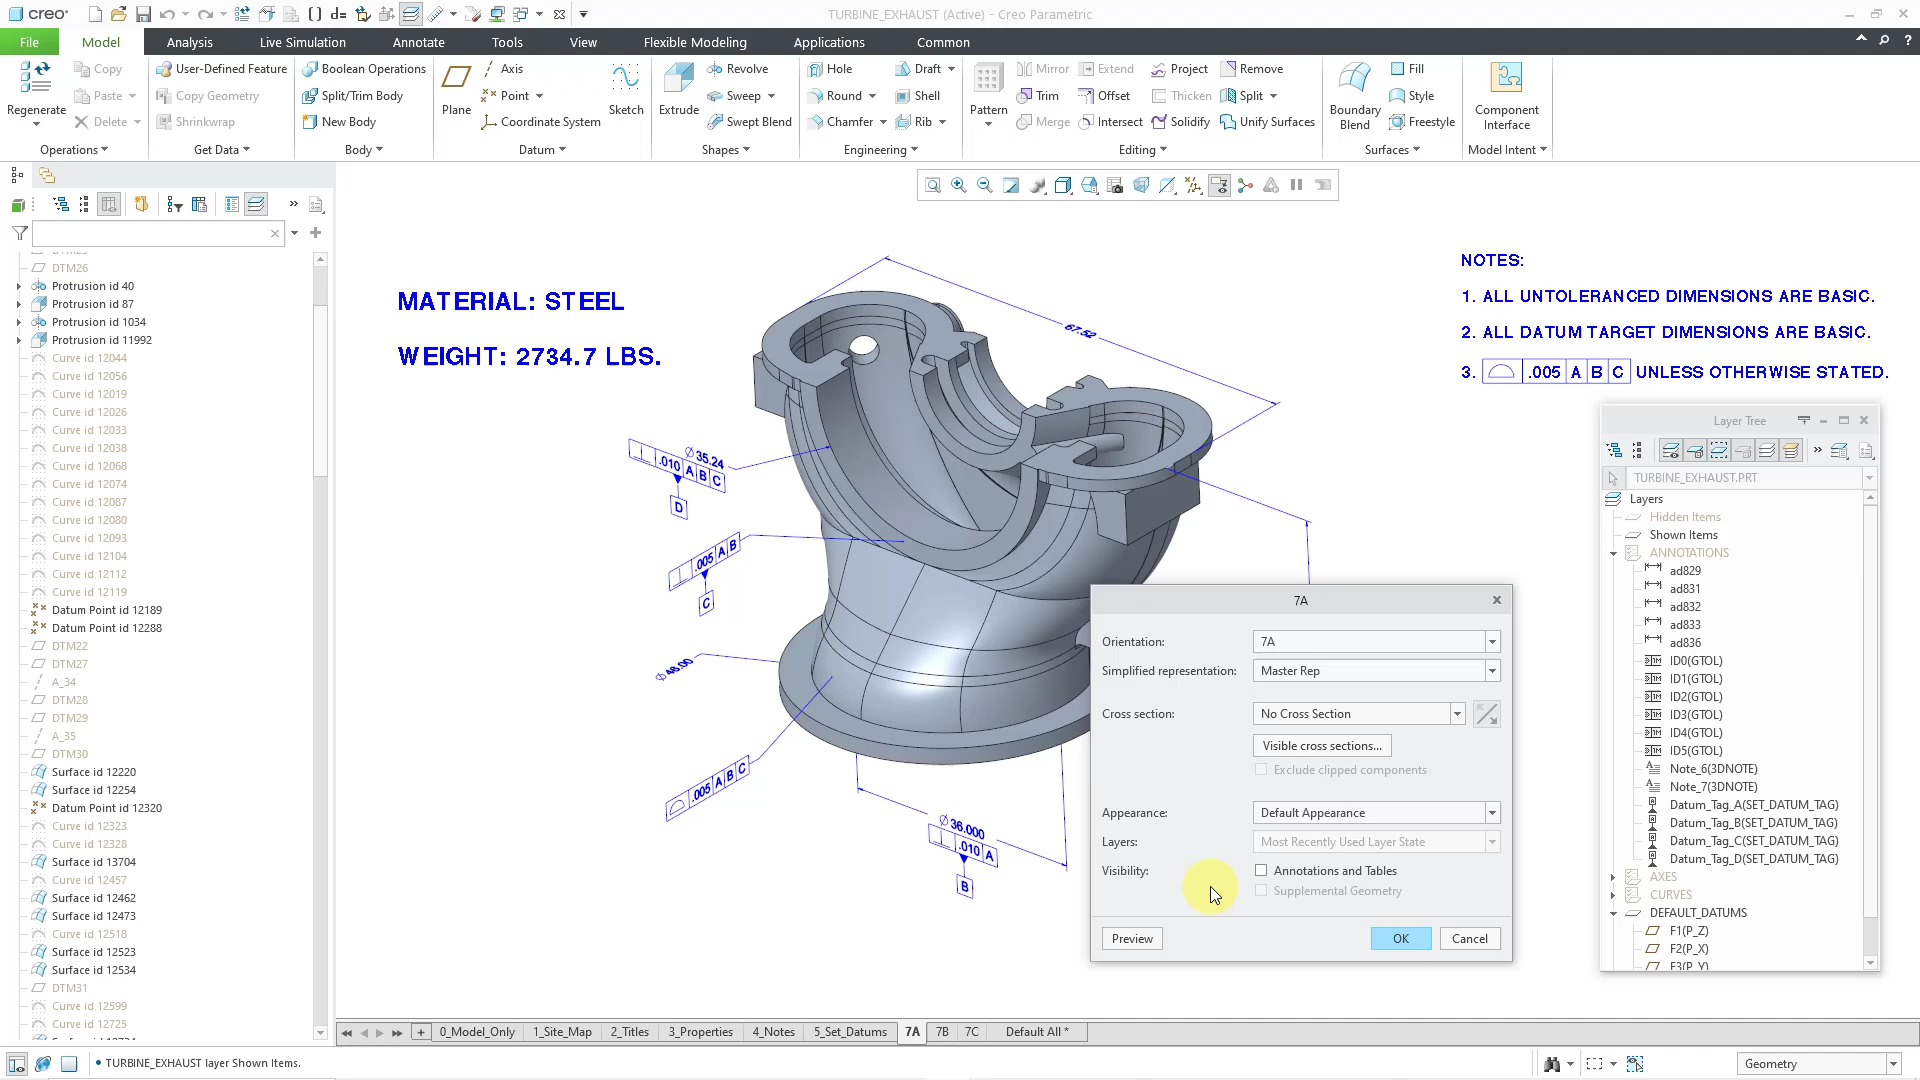 creo
TURBINE_EXHAUST (Active) - Creo Parametric
File Model Analysis Live Simulation Annotate Tools View Flexible Modeling Applications Common
Regenerate
Copy
Paste
Delete
Operations
User-Defined Feature
Copy Geometry
Shrinkwrap
Get Data
Boolean Operations
Split/Trim Body
New Body
Body
Plane
Axis
Point
Coordinate System
Sketch
Datum
Extrude
Revolve
Sweep
Swept Blend
Shapes
Hole
Round
Chamfer
Draft
Shell
Rib
Engineering
Pattern
Mirror
Trim
Merge
Extend
Offset
Intersect
Project
Thicken
Solidify
Remove
Split
Unify Surfaces
Editing
Boundary Blend
Fill
Style
Freestyle
Surfaces
Component Interface
Model Intent
DTM26
Protrusion id 40
Protrusion id 87
Protrusion id 1034
Protrusion id 11992
Curve id 12044
Curve id 12056
Curve id 12019
Curve id 12026
Curve id 12033
Curve id 12038
Curve id 12068
Curve id 12074
Curve id 12087
Curve id 12080
Curve id 12093
Curve id 12104
Curve id 12112
Curve id 12119
Datum Point id 12189
Datum Point id 12288
DTM22
DTM27
A_34
DTM28
DTM29
A_35
DTM30
Surface id 12220
Surface id 12254
Datum Point id 12320
Curve id 12323
Curve id 12328
Surface id 13704
Curve id 12457
Surface id 12462
Surface id 12473
Curve id 12518
Surface id 12523
Surface id 12534
DTM31
Curve id 12599
Curve id 12725
MATERIAL: STEEL
WEIGHT: 2734.7 LBS.
67.52
Ø35.24
.010 A B C
D
.005 A B
C
Ø48.00
.005 A B C
Ø36.000
.010 A
B
NOTES:
1. ALL UNTOLERANCED DIMENSIONS ARE BASIC.
2. ALL DATUM TARGET DIMENSIONS ARE BASIC.
3. .005 A B C UNLESS OTHERWISE STATED.
Layer Tree
TURBINE_EXHAUST.PRT
Layers
Hidden Items
Shown Items
ANNOTATIONS
ad829
ad831
ad832
ad833
ad836
ID0(GTOL)
ID1(GTOL)
ID2(GTOL)
ID3(GTOL)
ID4(GTOL)
ID5(GTOL)
Note_6(3DNOTE)
Note_7(3DNOTE)
Datum_Tag_A(SET_DATUM_TAG)
Datum_Tag_B(SET_DATUM_TAG)
Datum_Tag_C(SET_DATUM_TAG)
Datum_Tag_D(SET_DATUM_TAG)
AXES
CURVES
DEFAULT_DATUMS
F1(P_Z)
F2(P_X)
F3(P_Y)
7A
Orientation: 7A
Simplified representation: Master Rep
Cross section: No Cross Section
Visible cross sections...
Exclude clipped components
Appearance: Default Appearance
Layers: Most Recently Used Layer State
Visibility: Annotations and Tables
Supplemental Geometry
Preview OK Cancel
0_Model_Only 1_Site_Map 2_Titles 3_Properties 4_Notes 5_Set_Datums 7A 7B 7C Default All *
• TURBINE_EXHAUST layer Shown Items.
Geometry